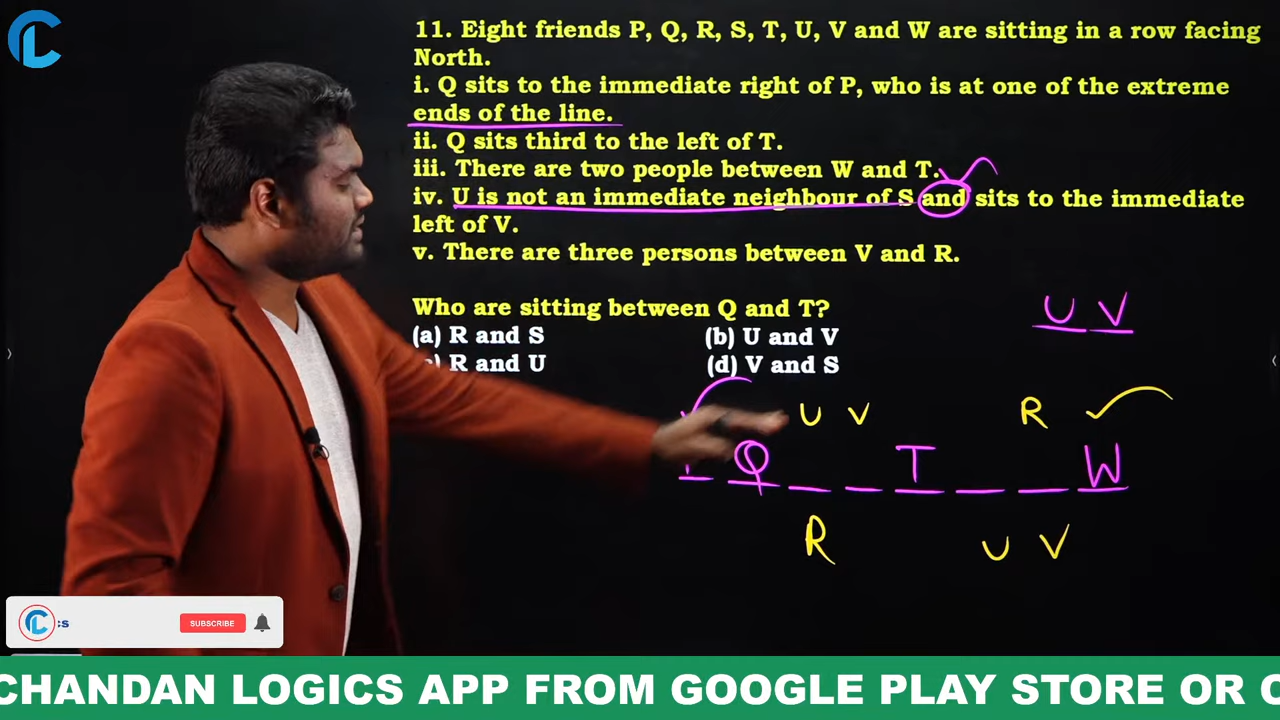 11. Eight friends P, Q, R, S, T, U, V and W are sitting in a row facing
North.
i. Q sits to the immediate right of P, who is at one of the extreme
ends of the line.
ii. Q sits third to the left of T.
iii. There are two people between W and T.
iv. U is not an immediate neighbour of S and sits to the immediate
left of V.
v. There are three persons between V and R.
Who are sitting between Q and T?
(a) R and S (b) U and V
R and U (d) V and S
U V
U V R
Q T W
R U V
SUBSCRIBE
CHANDAN LOGICS APP FROM GOOGLE PLAY STORE OR